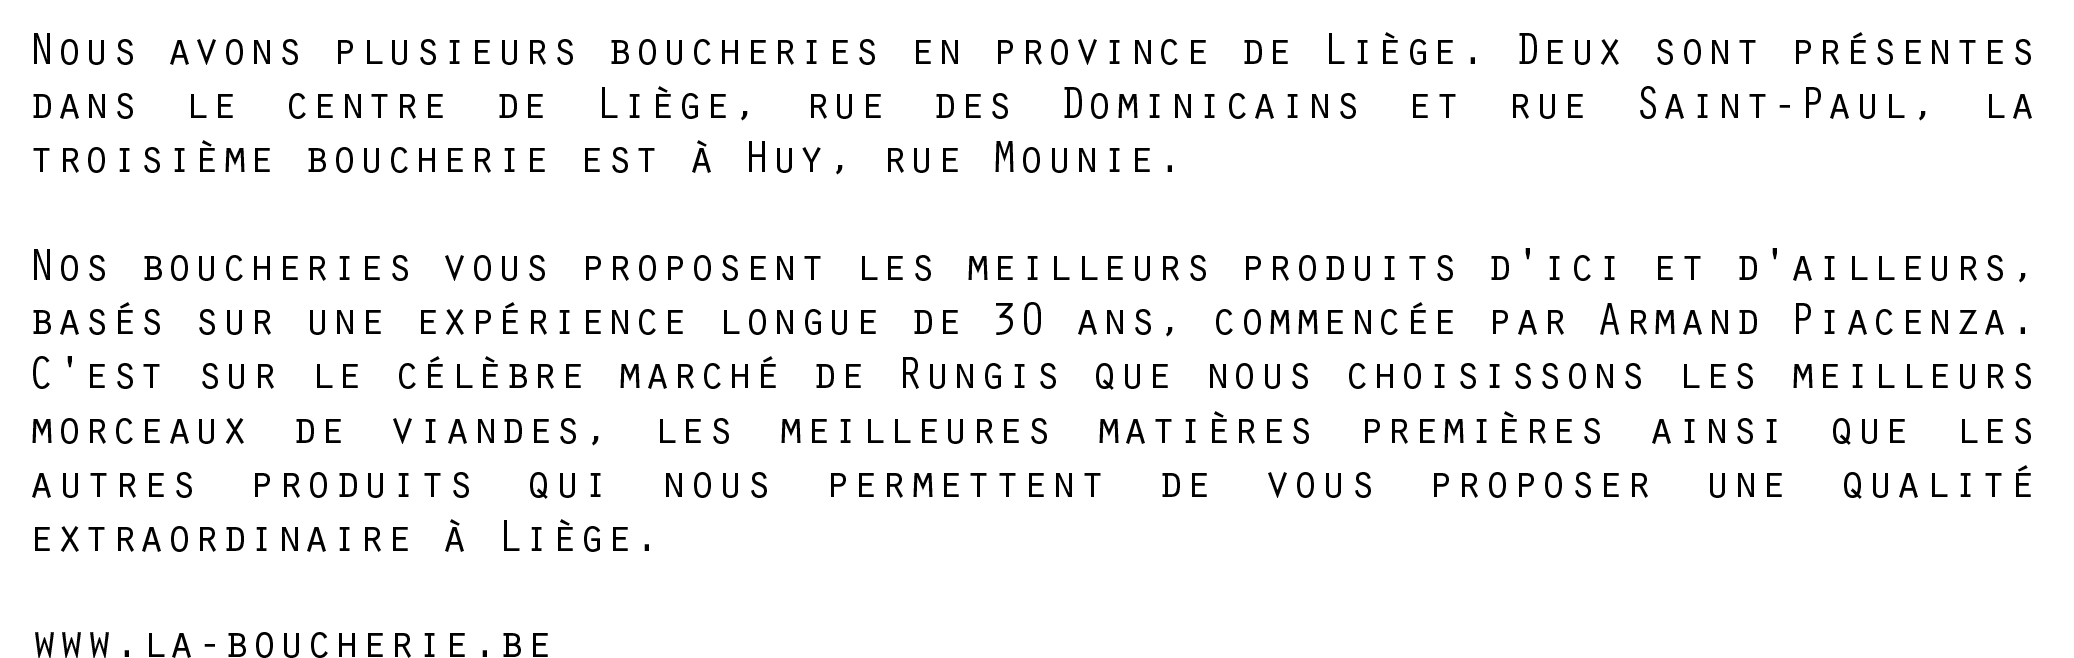 Nous avons plusieurs boucheries en province de Liège. Deux sont présentes
dans le centre de Liège, rue des Dominicains et rue Saint-Paul, la
troisième boucherie est à Huy, rue Mounie.
Nos boucheries vous proposent les meilleurs produits d'ici et d'ailleurs,
basés sur une expérience longue de 30 ans, commencée par Armand Piacenza.
C'est sur le célèbre marché de Rungis que nous choisissons les meilleurs
morceaux de viandes, les meilleures matières premières ainsi que les
autres produits qui nous permettent de vous proposer une qualité
extraordinaire à Liège.
www.la-boucherie.be